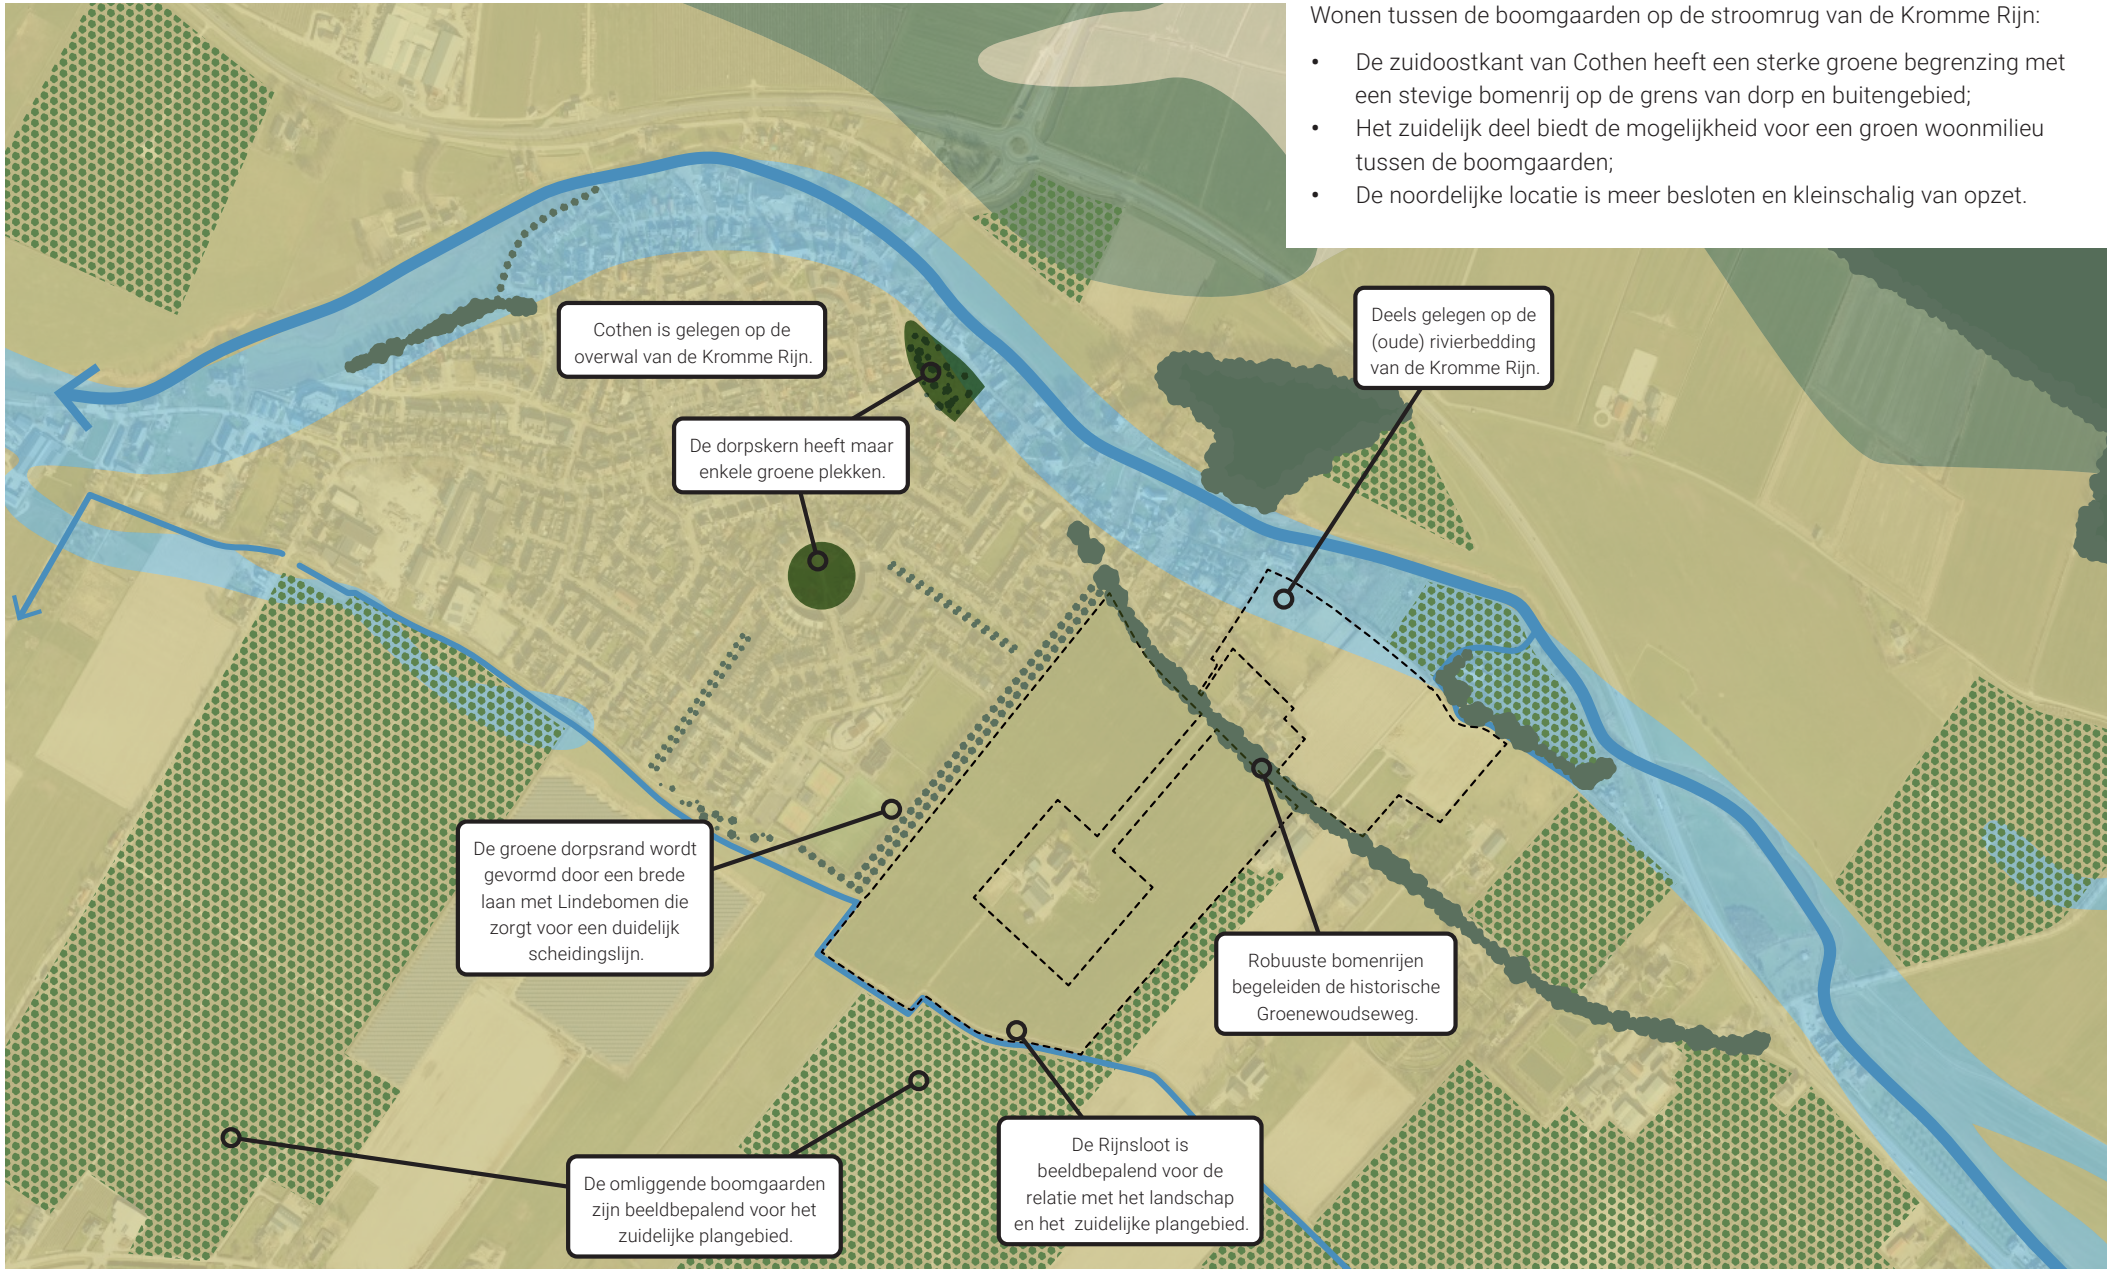 Wonen tussen de boomgaarden op de stroomrug van de Kromme Rijn:
• De zuidoostkant van Cothen heeft een sterke groene begrenzing met
een stevige bomenrij op de grens van dorp en buitengebied;
• Het zuidelijk deel biedt de mogelijkheid voor een groen woonmilieu
tussen de boomgaarden;
• De noordelijke locatie is meer besloten en kleinschalig van opzet.
Cothen is gelegen op de
overwal van de Kromme Rijn.
Deels gelegen op de
(oude) rivierbedding
van de Kromme Rijn.
De dorpskern heeft maar
enkele groene plekken.
De groene dorpsrand wordt
gevormd door een brede
laan met Lindebomen die
zorgt voor een duidelijk
scheidingslijn.
Robuuste bomenrijen
begeleiden de historische
Groenewoudseweg.
De Rijnsloot is
beeldbepalend voor de
relatie met het landschap
en het zuidelijke plangebied.
De omliggende boomgaarden
zijn beeldbepalend voor het
zuidelijke plangebied.